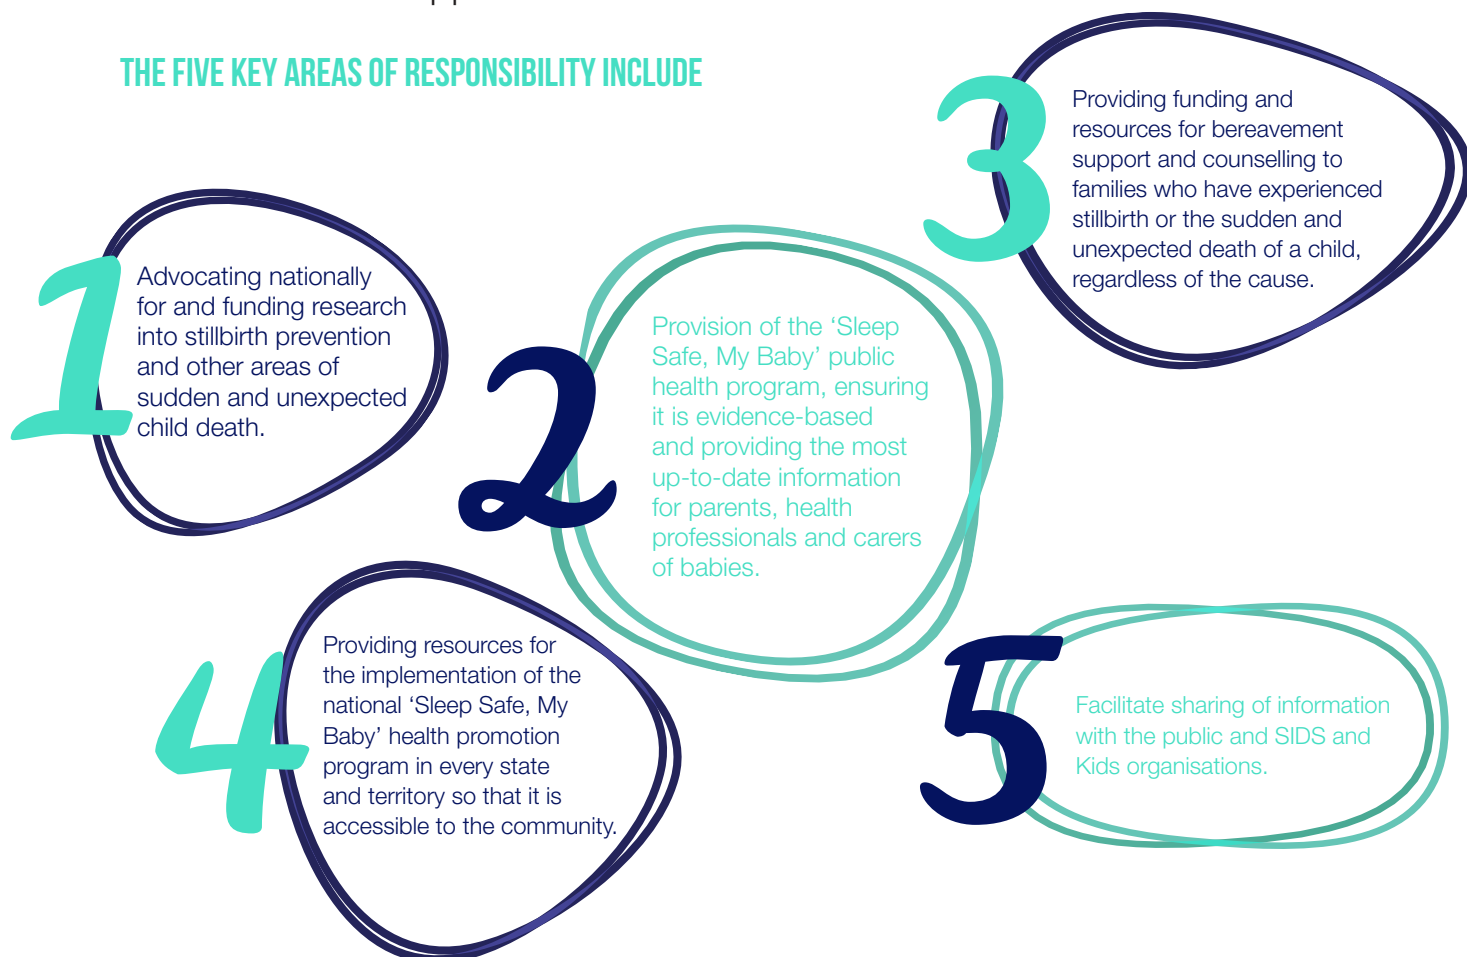 THE FIVE KEY AREAS OF RESPONSIBILITY INCLUDE
1
Advocating nationally
for and funding research
into stillbirth prevention
and other areas of
sudden and unexpected
child death.
2
Provision of the ‘Sleep
Safe, My Baby’ public
health program, ensuring
it is evidence-based
and providing the most
up-to-date information
for parents, health
professionals and carers
of babies.
3
Providing funding and
resources for bereavement
support and counselling to
families who have experienced
stillbirth or the sudden and
unexpected death of a child,
regardless of the cause.
4
Providing resources for
the implementation of the
national ‘Sleep Safe, My
Baby’ health promotion
program in every state
and territory so that it is
accessible to the community.
5
Facilitate sharing of information
with the public and SIDS and
Kids organisations.